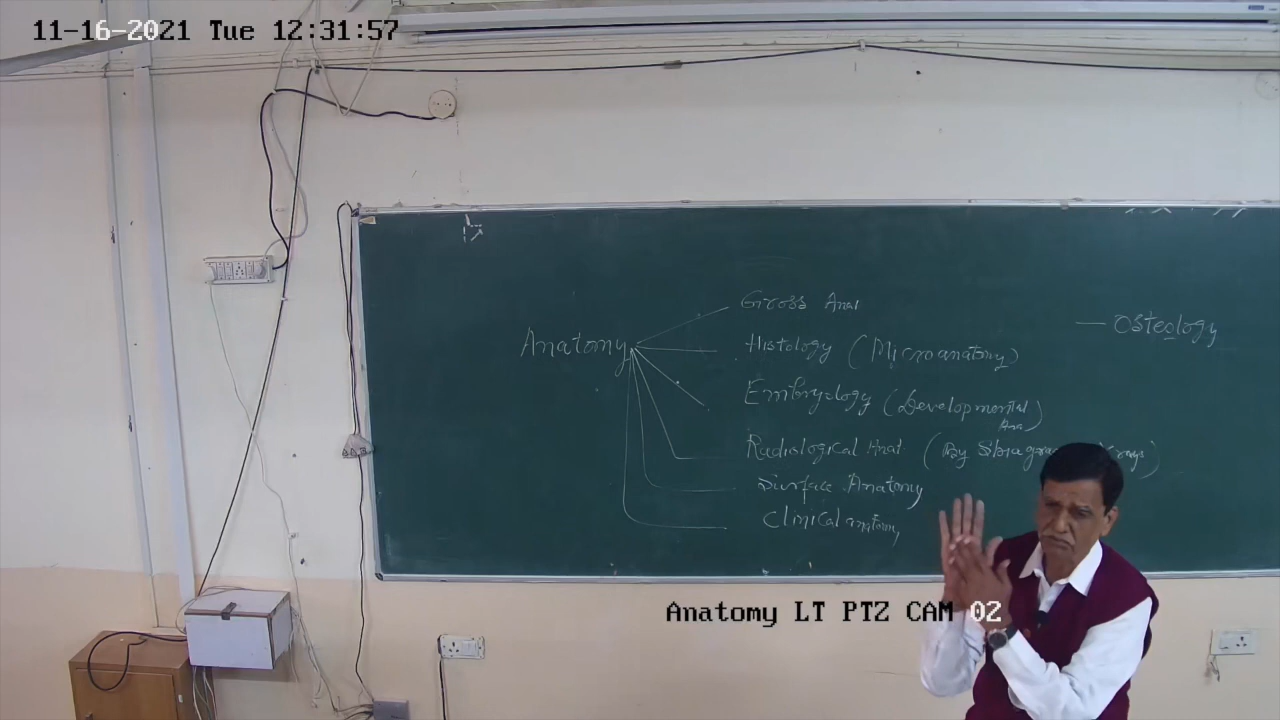 11-16-2021 Tue 12:31:57
Gross Anat
Anatomy
Histology (Microanatomy)
Embryology (Developmental
Ana)
Radiological Anat. (By
Surface Anatomy
Clinical anatomy
— Osteology
Anatomy LT PTZ CAM 02